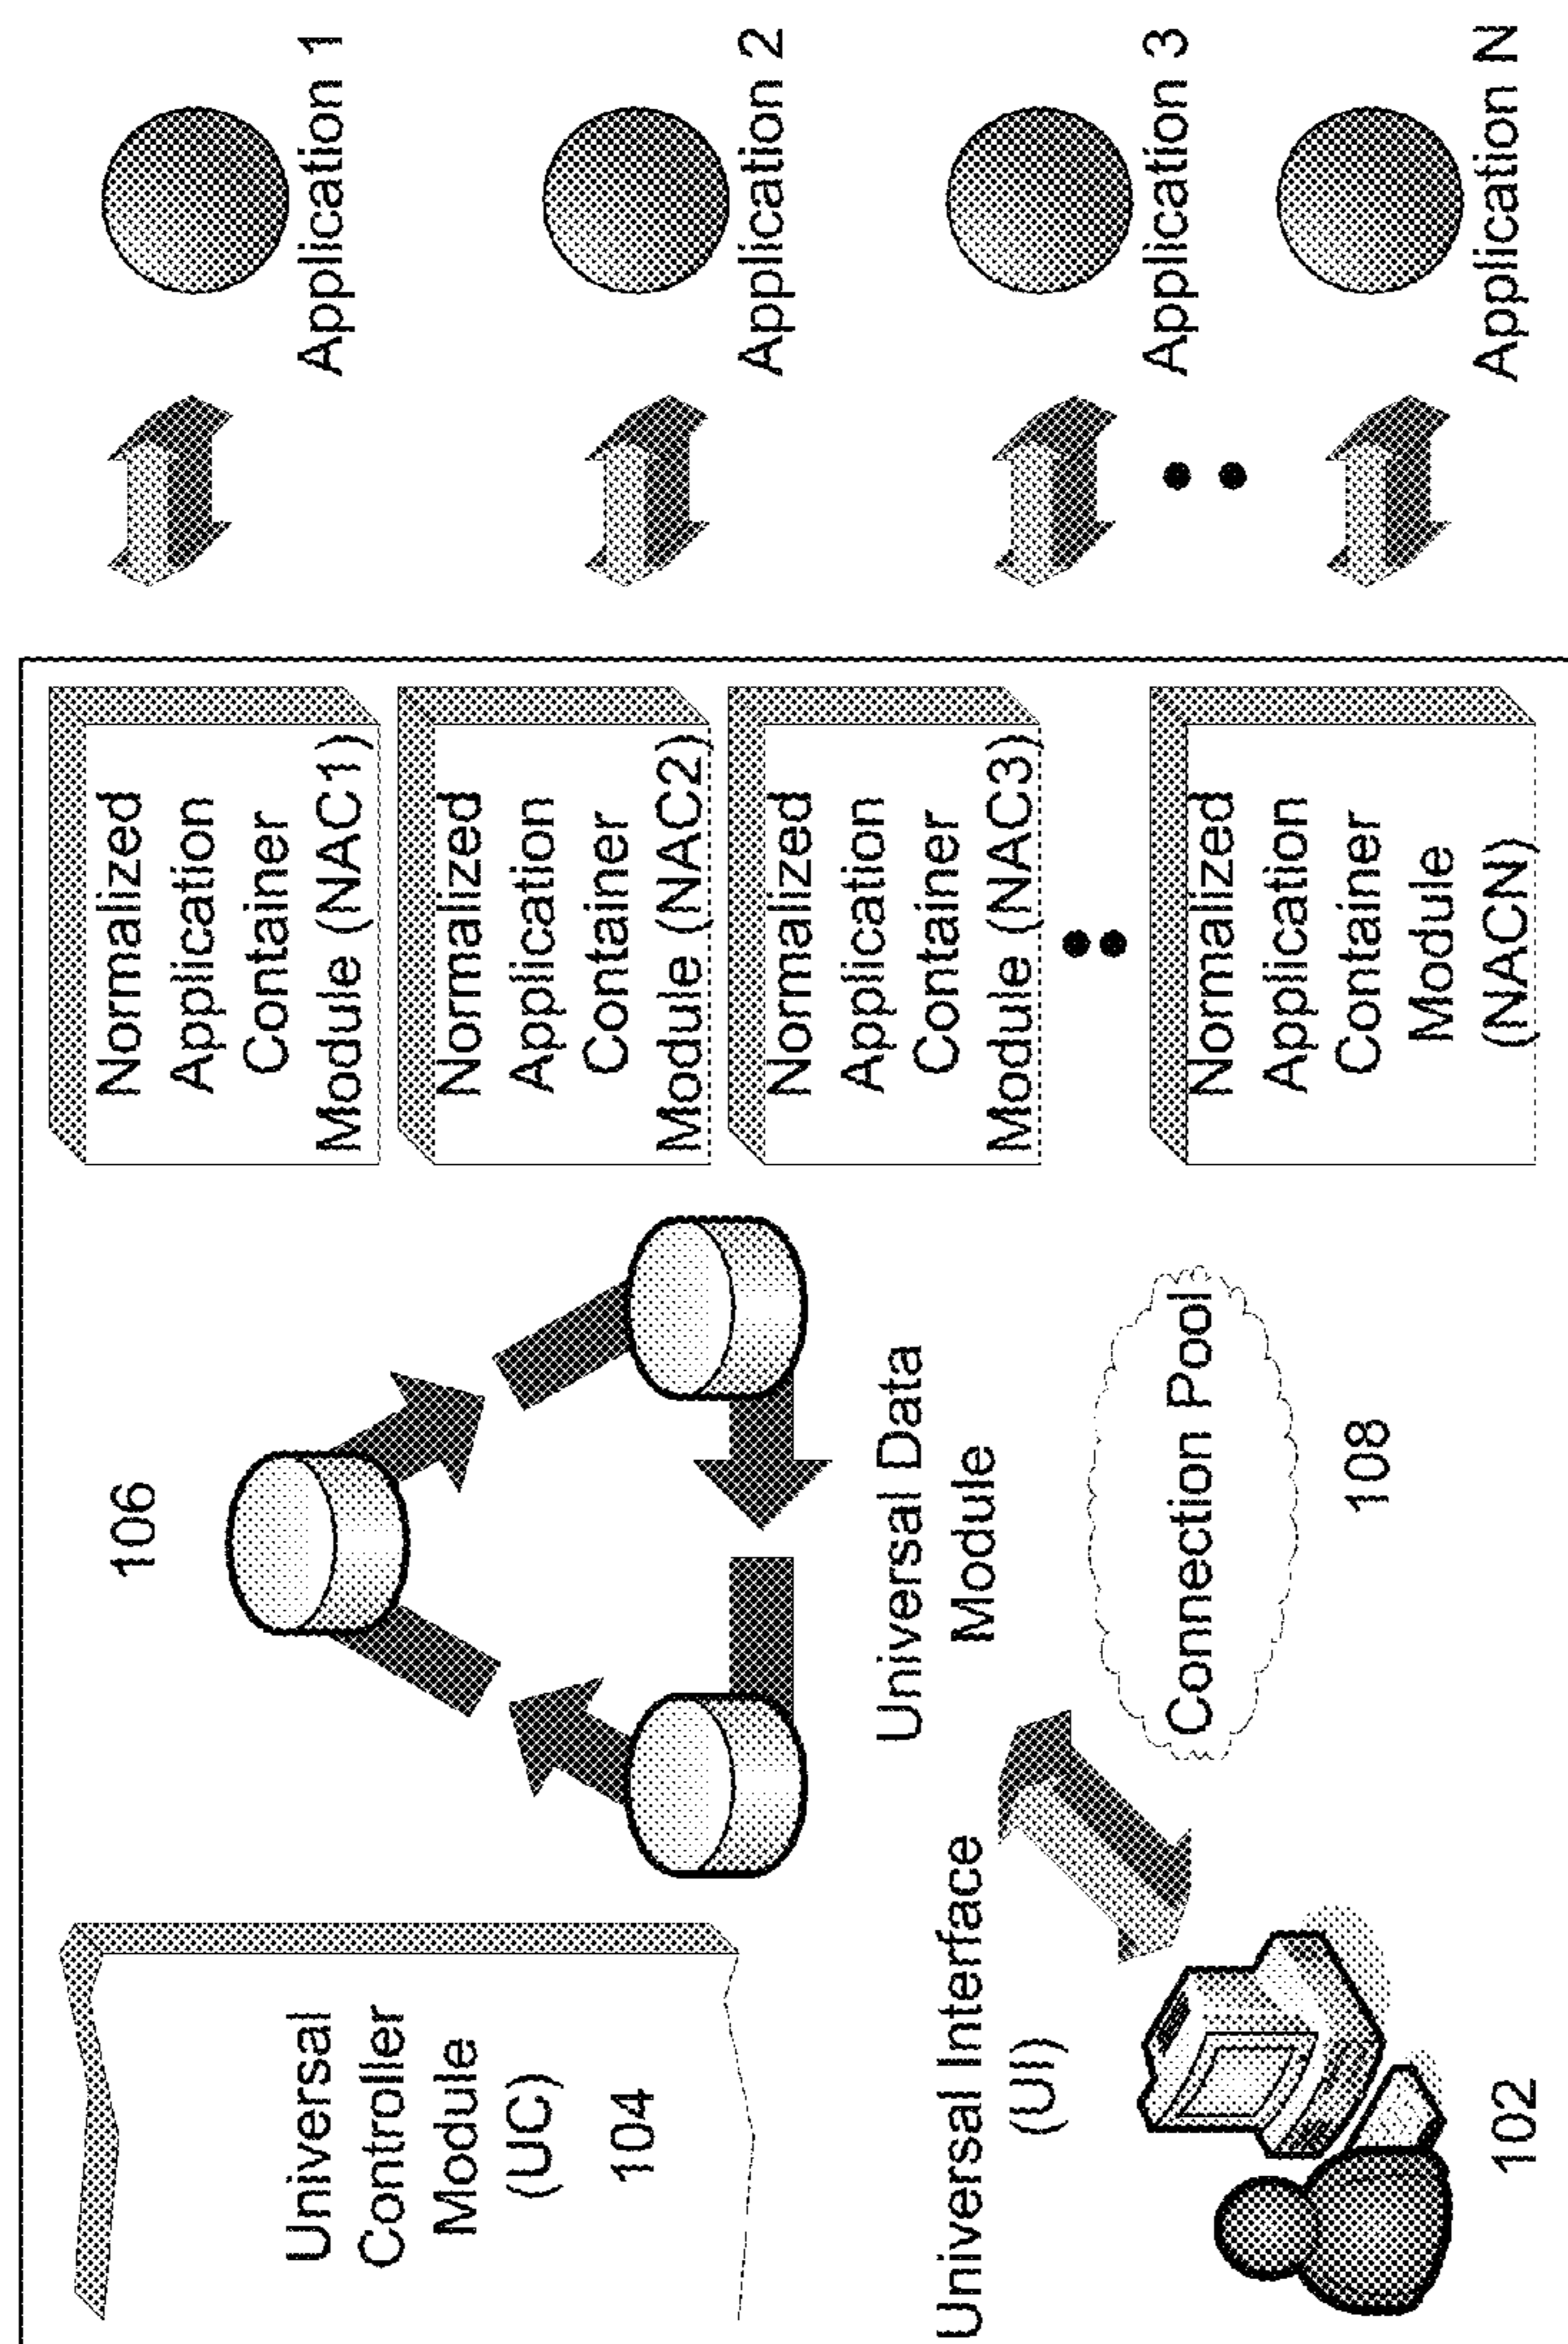 Universal
Controller
Module
(UC)
104
106
Universal Data
Module
Universal Interface
(UI)
102
Connection Pool
108
Normalized
Application
Container
Module (NAC1)
Normalized
Application
Container
Module (NAC2)
Normalized
Application
Container
Module (NAC3)
Normalized
Application
Container
Module
(NACN)
Application 1
Application 2
Application 3
Application N